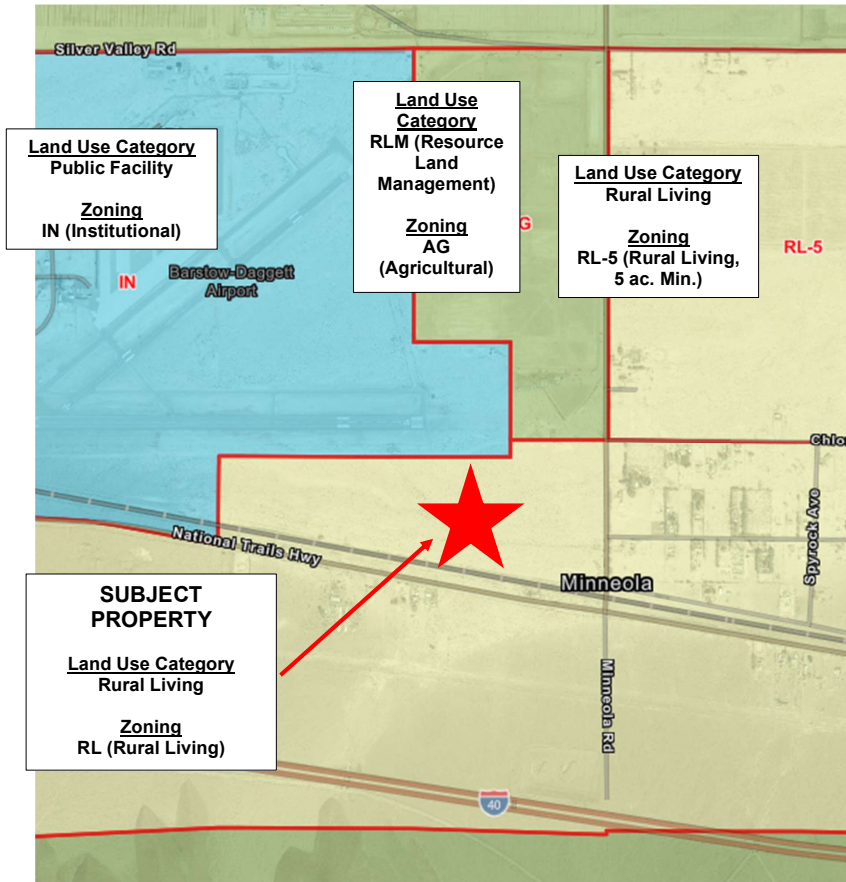 Silver Valley Rd
Land Use Category
Public Facility
Zoning
IN (Institutional)
Land Use
Category
RLM (Resource
Land
Management)
Zoning
AG
(Agricultural)
Land Use Category
Rural Living
Zoning
RL-5 (Rural Living,
5 ac. Min.)
G
RL-5
IN
Barstow-Daggett
Airport
Chlo
National Trails Hwy
Spyrock Ave
Minneola
Minneola Rd
SUBJECT
PROPERTY
Land Use Category
Rural Living
Zoning
RL (Rural Living)
40